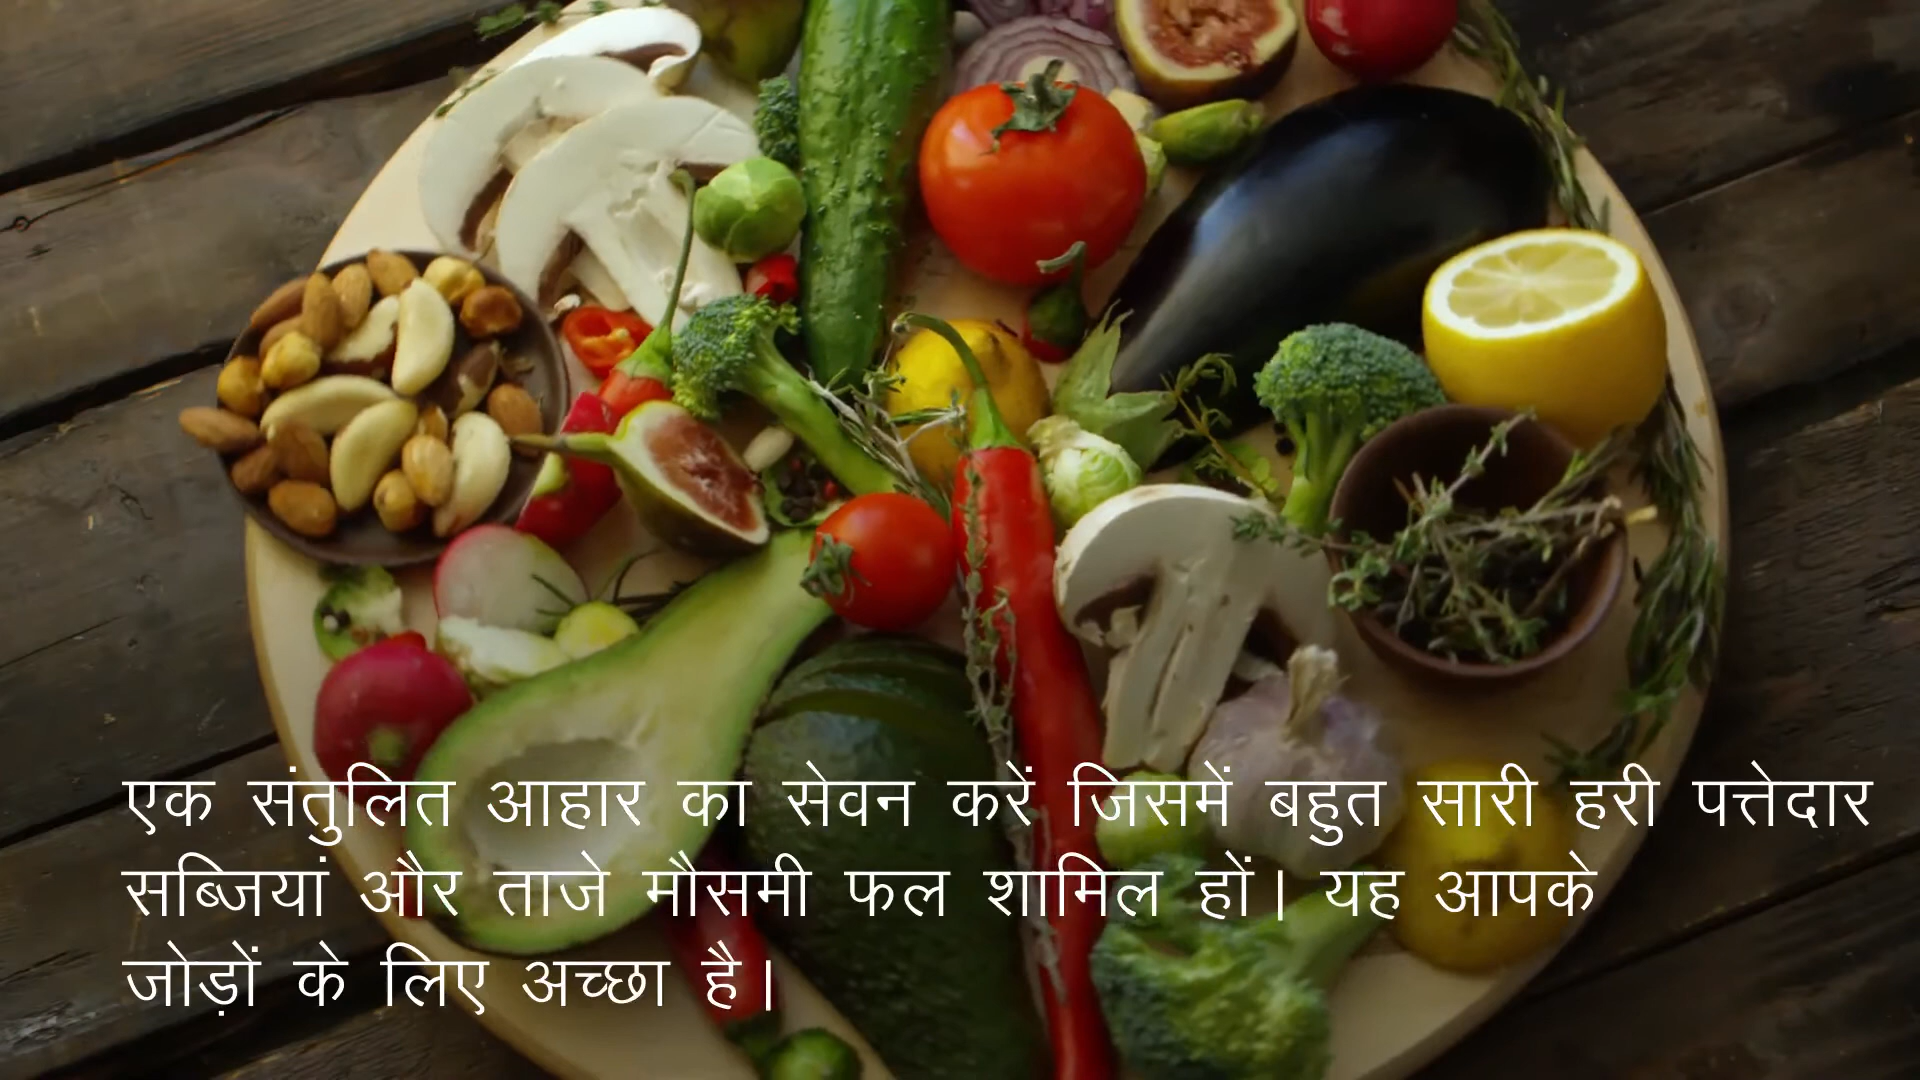 एक संतुलित आहार का सेवन करें जिसमें बहुत सारी हरी पत्तेदार
सब्जियां और ताजे मौसमी फल शामिल हों। यह आपके
जोड़ों के लिए अच्छा है।